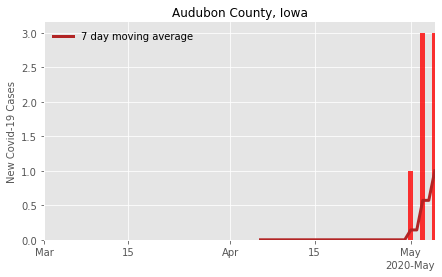 Audubon County, Iowa
7 day moving average
New Covid-19 Cases
3.0
2.5
2.0
1.5
1.0
0.5
0.0
Mar 15 Apr 15 May
2020-May